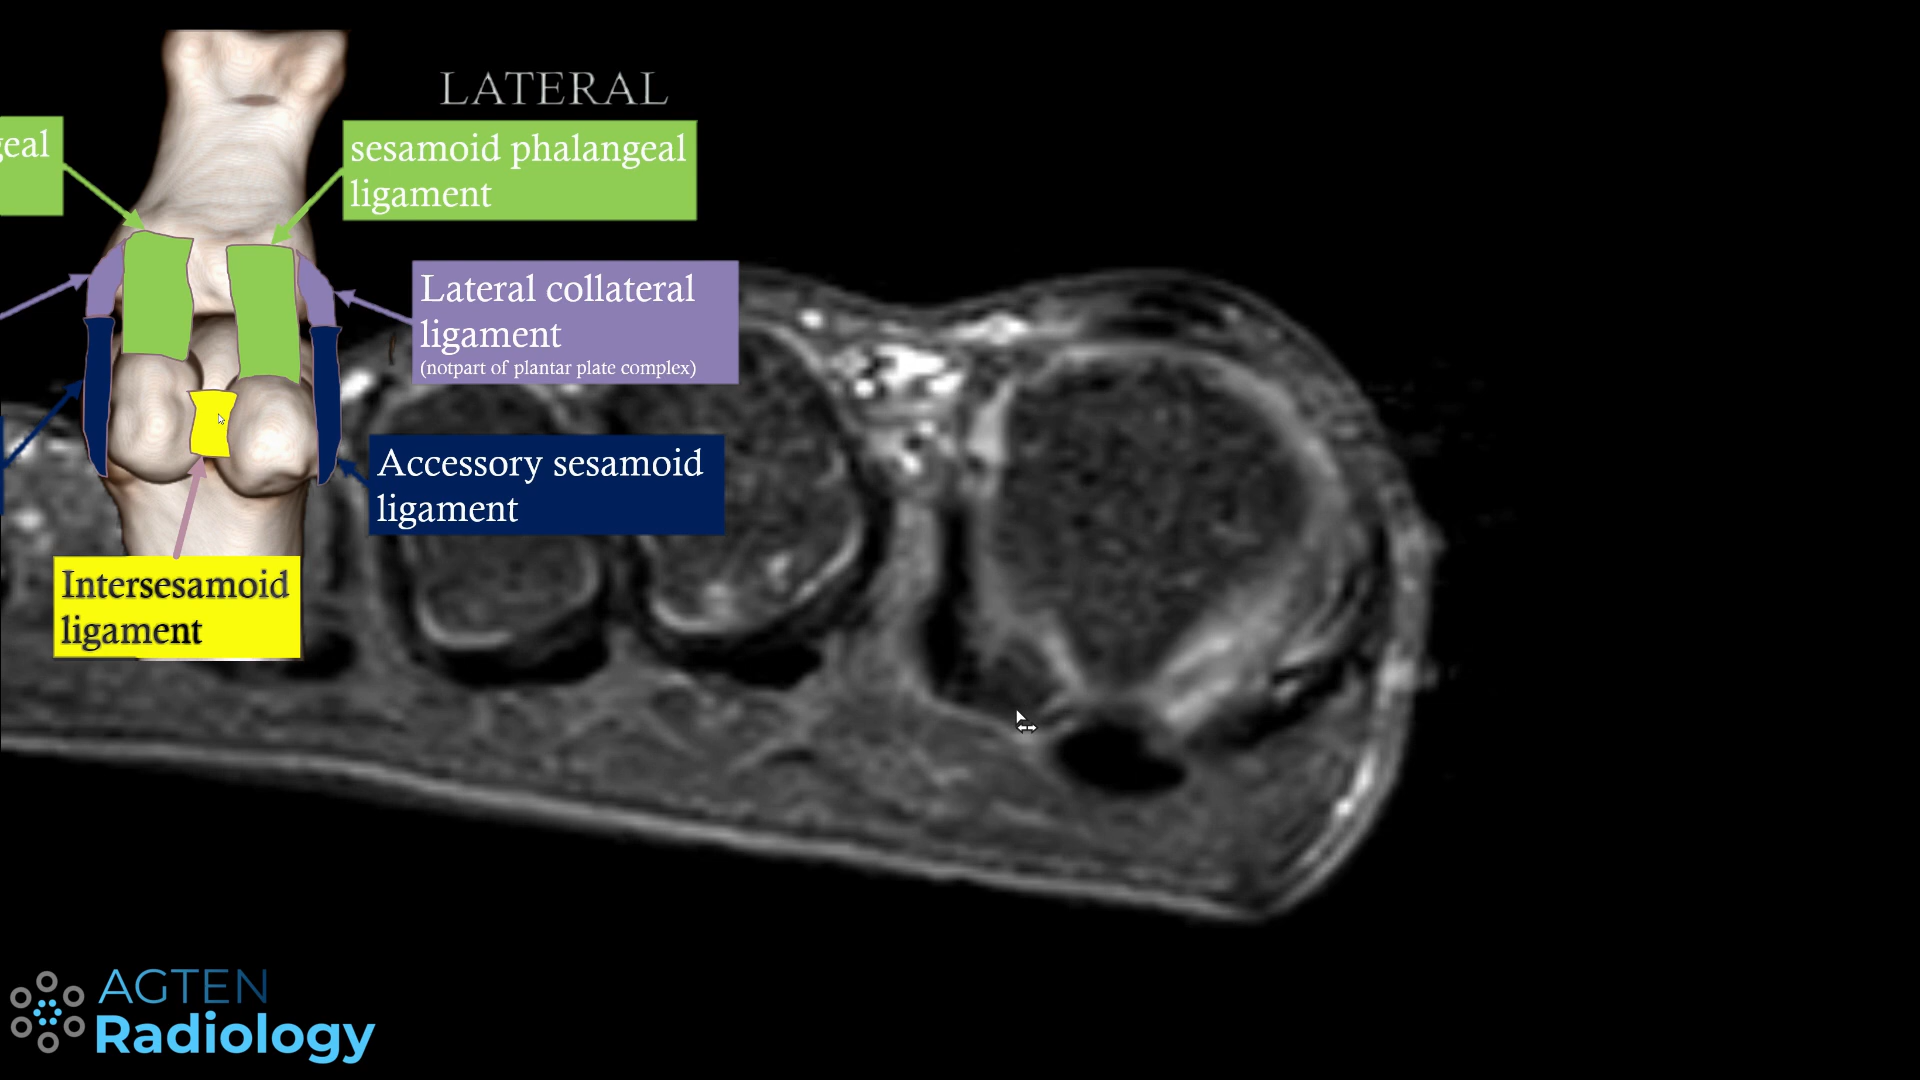 LATERAL
geal
sesamoid phalangeal
ligament
Lateral collateral
ligament
(notpart of plantar plate complex)
Accessory sesamoid
ligament
Intersesamoid
ligament
AGTEN
Radiology